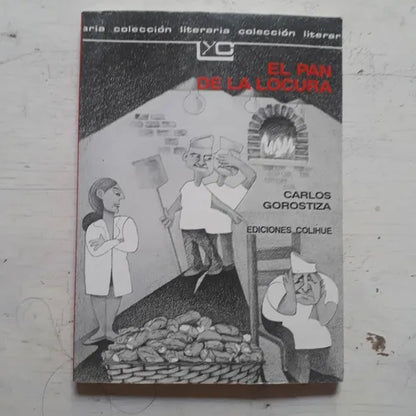 aria colección literaria colección literar
LyC
EL PAN
DE LA LOCURA
CARLOS
GOROSTIZA
EDICIONES COLIHUE